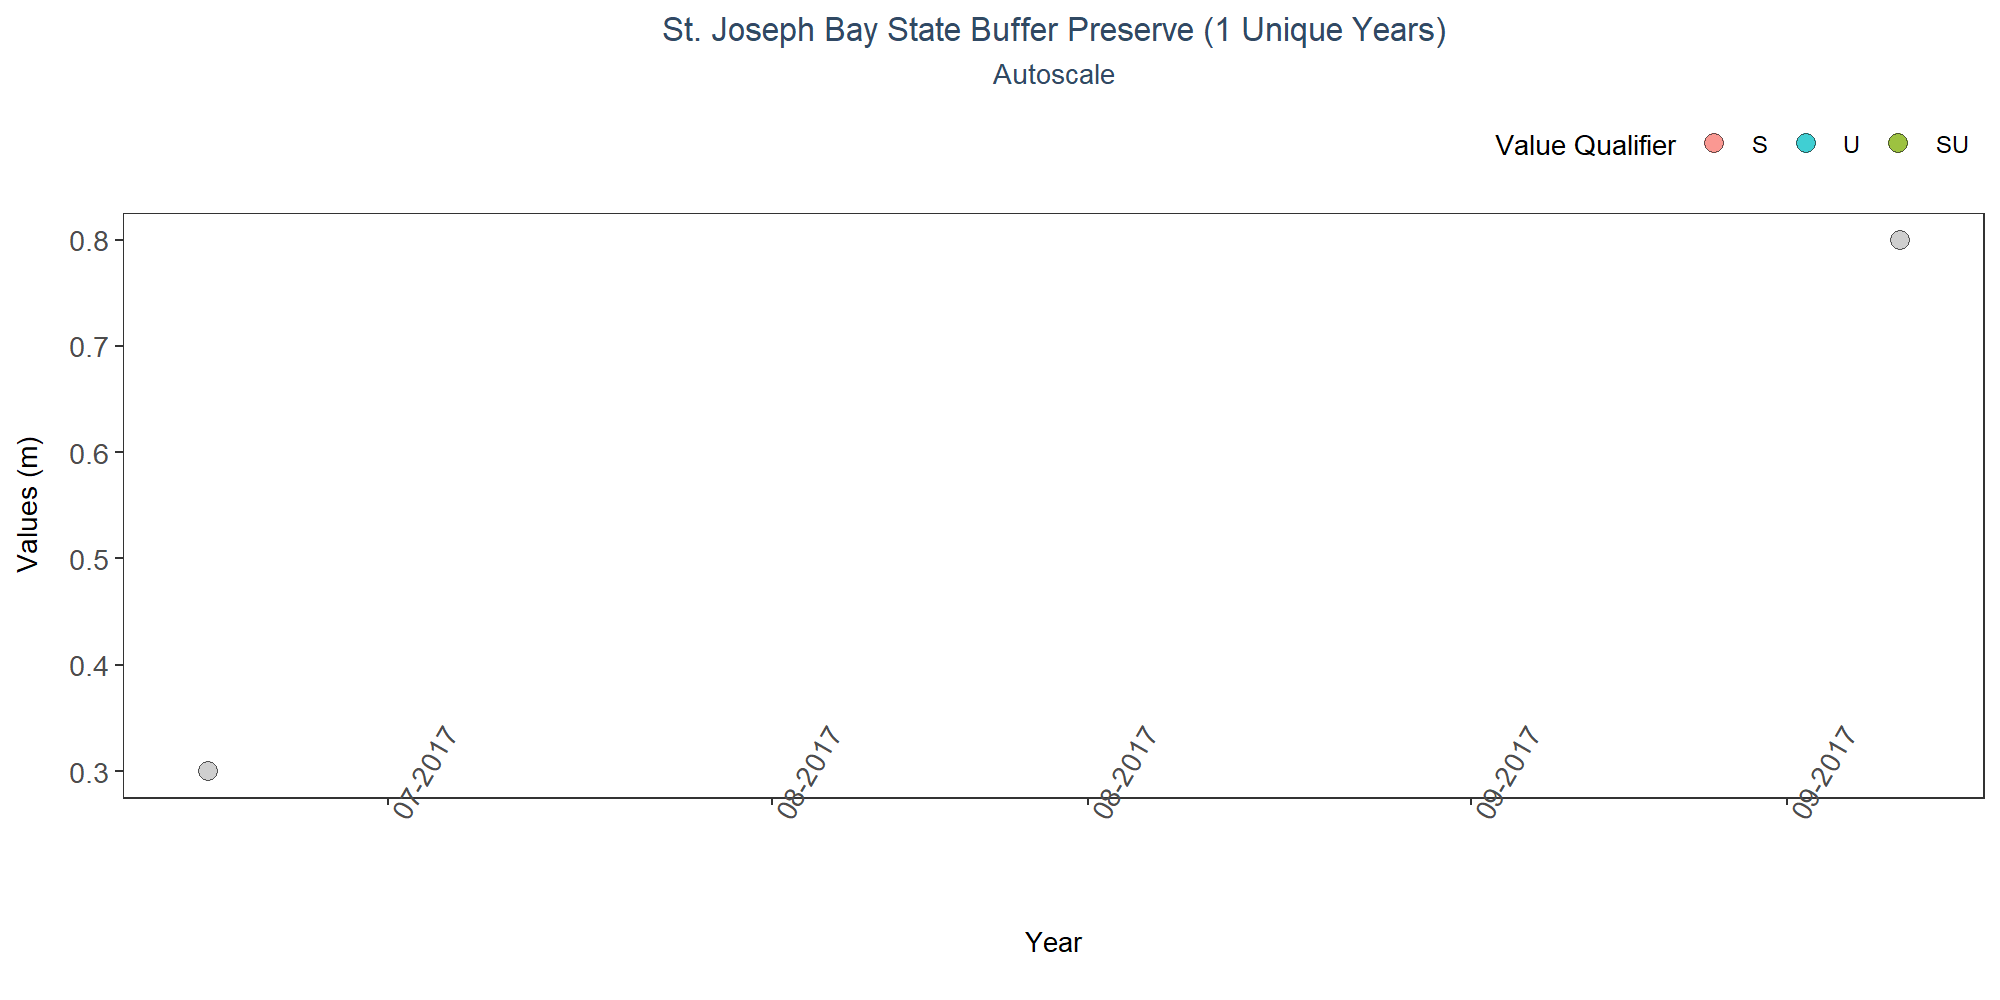 St. Joseph Bay State Buffer Preserve (1 Unique Years)
Autoscale
Value Qualifier S U SU
Values (m)
0.8
0.7
0.6
0.5
0.4
0.3
07-2017 08-2017 08-2017 09-2017 09-2017
Year